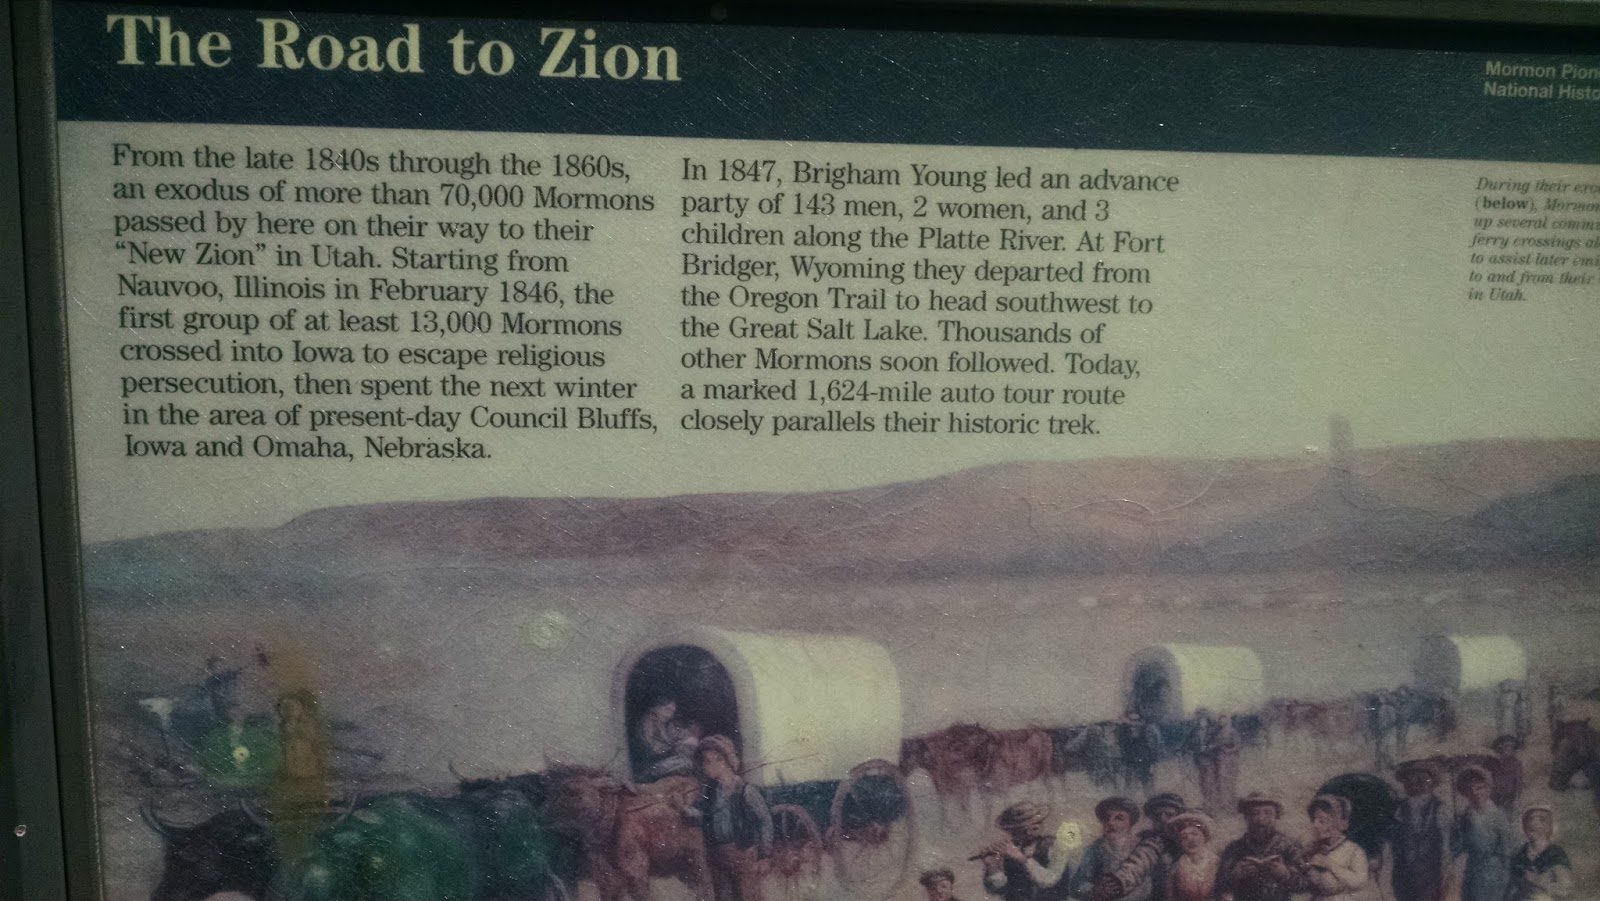 The Road to Zion
Mormon
National
From the late 1840s through the 1860s,
an exodus of more than 70,000 Mormons
passed by here on their way to their
“New Zion” in Utah. Starting from
Nauvoo, Illinois in February 1846, the
first group of at least 13,000 Mormons
crossed into Iowa to escape religious
persecution, then spent the next winter
in the area of present-day Council Bluffs,
Iowa and Omaha, Nebraska.
In 1847, Brigham Young led an advance
party of 143 men, 2 women, and 3
children along the Platte River. At Fort
Bridger, Wyoming they departed from
the Oregon Trail to head southwest to
the Great Salt Lake. Thousands of
other Mormons soon followed. Today,
a marked 1,624-mile auto tour route
closely parallels their historic trek.
During their
(below),
up several
ferry crossings
to assist later
to and from their
in Utah.